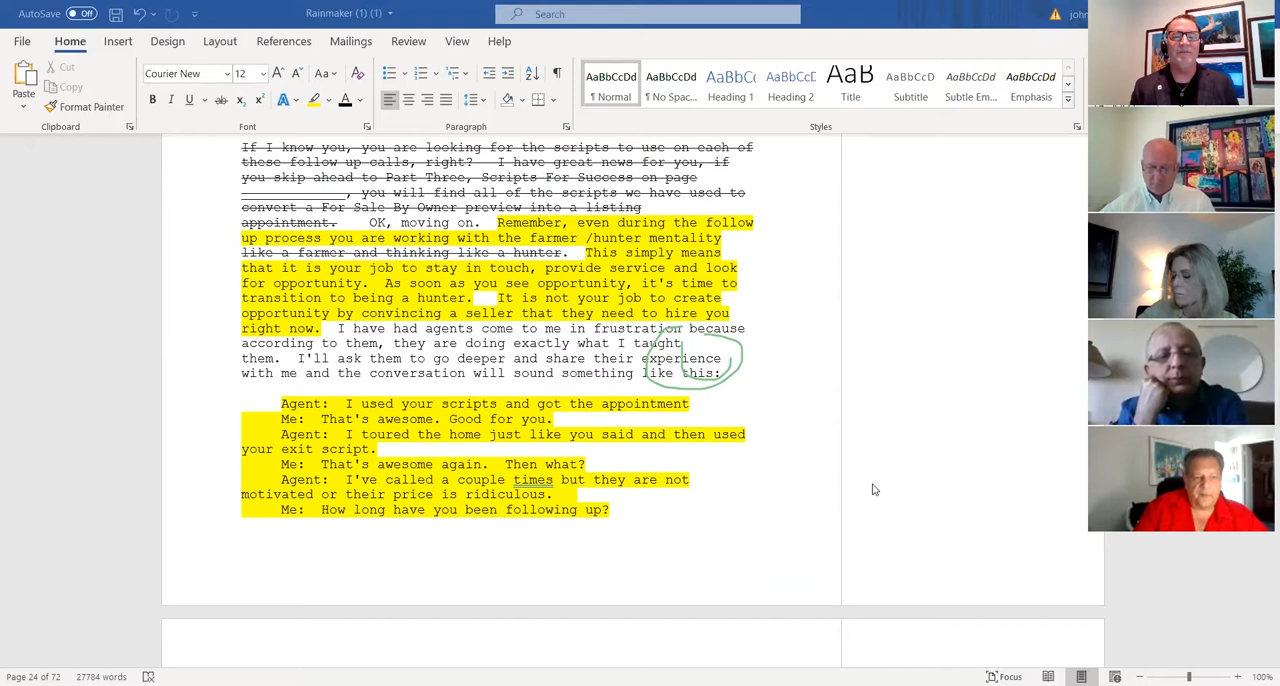 AutoSave Off Rainmaker (1) (1) Search john
File Home Insert Design Layout References Mailings Review View Help
Paste Cut Copy Format Painter Courier New 12 Aa AaBbCcDd AaBbCcDd AaBbCc AaBbCcD AaB AaBbCcD AaBbCcDd AaBbCcDd
B I U ab x₂ x² A A ¶ Normal ¶ No Spac... Heading 1 Heading 2 Title Subtitle Subtle Em... Emphasis
Clipboard Font Paragraph Styles
If I know you, you are looking for the scripts to use on each of
these follow up calls, right? I have great news for you, if
you skip ahead to Part Three, Scripts For Success on page
_____________, you will find all of the scripts we have used to
convert a For Sale By Owner preview into a listing
appointment. OK, moving on. Remember, even during the follow
up process you are working with the farmer /hunter mentality
like a farmer and thinking like a hunter. This simply means
that it is your job to stay in touch, provide service and look
for opportunity. As soon as you see opportunity, it's time to
transition to being a hunter. It is not your job to create
opportunity by convincing a seller that they need to hire you
right now. I have had agents come to me in frustration because
according to them, they are doing exactly what I taught
them. I'll ask them to go deeper and share their experience
with me and the conversation will sound something like this:
Agent: I used your scripts and got the appointment
Me: That's awesome. Good for you.
Agent: I toured the home just like you said and then used
your exit script.
Me: That's awesome again. Then what?
Agent: I've called a couple times but they are not
motivated or their price is ridiculous.
Me: How long have you been following up?
Page 24 of 72 27784 words Focus 100%